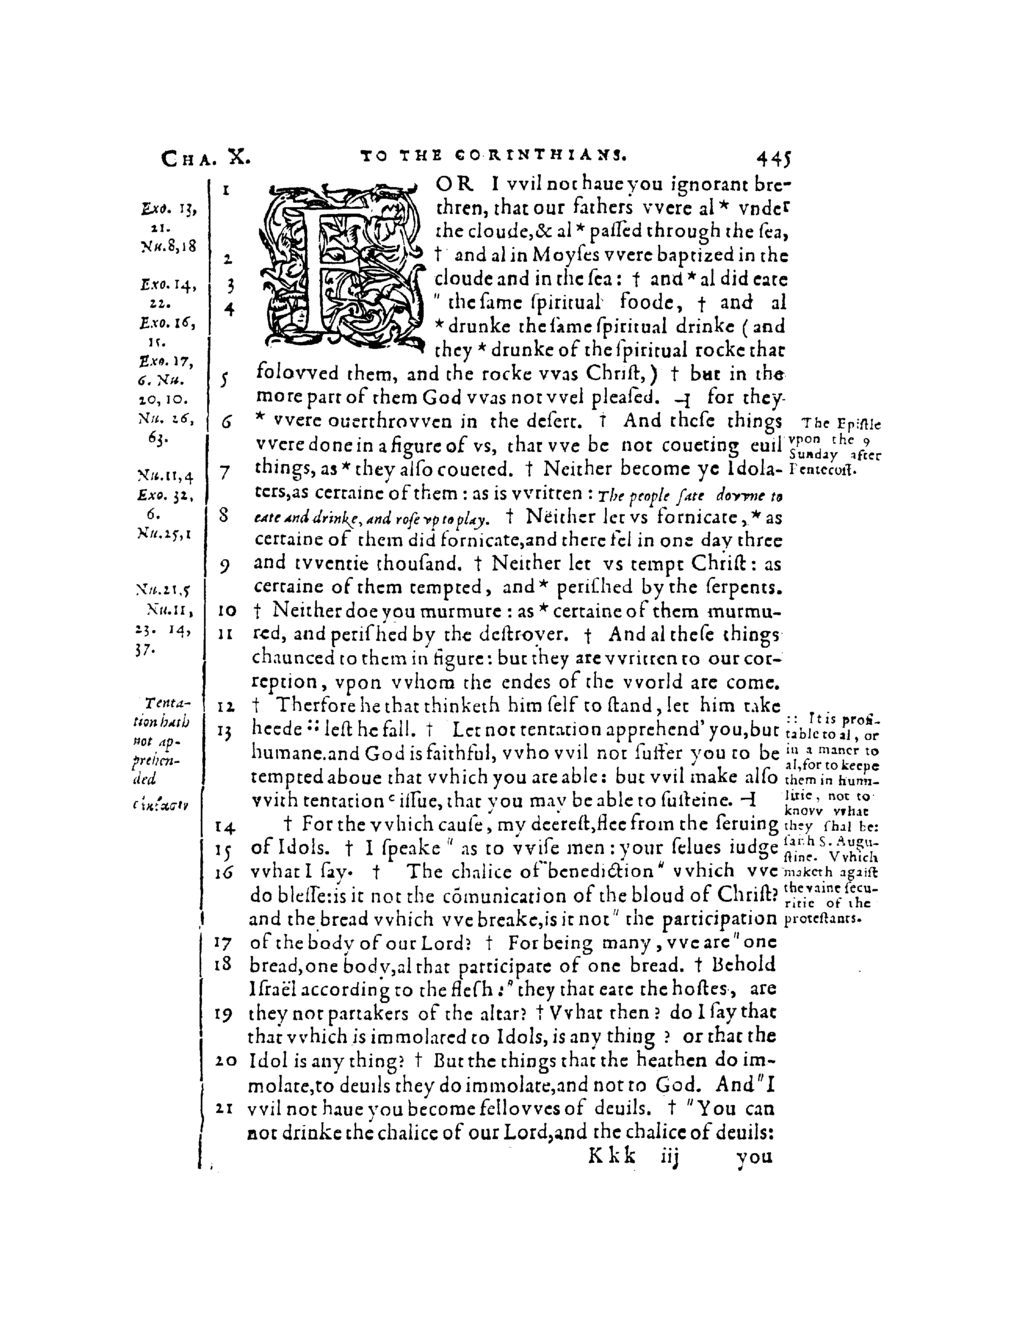 CHA. X.
TO THE CORINTHIANS.
445
1
FOR I vvil not haue you ignorant bre-
thren, that our fathers vvere al * vnder
the cloude, & al * paſſed through the ſea,
2
† and al in Moyſes vvere baptized in the
3
cloude and in the ſea: † and * al did eate
4
" the ſame ſpiritual foode, † and al
* drunke the ſame ſpiritual drinke (and
they * drunke of the ſpiritual rocke that
folovved them, and the rocke vvas Chriſt,)
5
† but in the
more part of them God vvas not vvel pleaſed. ⊣ for they
6
* vvere ouerthrovven in the deſert. † And theſe things
vvere done in a figure of vs, that vve be not coueting euil
7
things, as * they alſo coueted. † Neither become ye Idola-
ters, as certaine of them: as is vvritten: The people ſate dovvne to
8
eate and drinke, and roſe vp to play. † Neither let vs fornicate, * as
certaine of them did fornicate, and there fel in one day three
9
and tvventie thouſand. † Neither let vs tempt Chriſt: as
certaine of them tempted, and * periſhed by the ſerpents.
10
† Neither doe you murmure: as * certaine of them murmu-
11
red, and periſhed by the deſtroyer. † And al theſe things
chaunced to them in figure: but they are vvritten to our cor-
reption, vpon vvhom the endes of the vvorld are come.
12
† Therfore he that thinketh him ſelf to ſtand, let him take
13
heede :: leſt he fall. † Let not tentation 'apprehend' you, but
humane. and God is faithful, vvho vvil not ſuffer you to be
tempted aboue that vvhich you are able: but vvil make alſo
vvith tentation ᶜ iſſue, that you may be able to ſuſteine. ⊣
14
† For the vvhich cauſe, my deereſt, flee from the ſeruing
15
of Idols. † I ſpeake " as to vviſe men: your ſelues iudge
16
vvhat I ſay. † The chalice of "benediction" vvhich vve
do bleſſe: is it not the cōmunication of the bloud of Chriſt?
and the bread vvhich vve breake, is it not " the participation
17
of the body of our Lord? † For being many, vve are "one
18
bread, one body, al that participate of one bread. † Behold
Iſraël according to the fleſh: "they that eate the hoſtes, are
19
they not partakers of the altar? † Vvhat then? do I ſay that
that vvhich is immolated to Idols, is any thing? or that the
20
Idol is any thing? † But the things that the heathen do im-
molate, to deuils they do immolate, and not to God. And "I
21
vvil not haue you become fellovves of deuils. † "You can
not drinke the chalice of our Lord, and the chalice of deuils:
Kkk iij you
Exo. 13,
21.
Nu. 8, 18
Exo. 14,
22.
Exo. 16,
15.
Exo. 17,
6. Nu.
20, 10.
Nu. 26,
63.
Nu. 11, 4
Exo. 32,
6.
Nu. 25, 1
Nu. 21, 5
Nu. 11,
23. 14,
37.
Tenta-
tion hath
not ap-
prehen-
ded
The Epiſtle
vpon the 9
Sunday after
Pentecoſt.
:: It is profi-
table to al, or
in a maner to
al, for to keepe
them in humi-
litie, not to
knovv vvhat
they ſhal be:
ſaith S. Augu-
ſtine. Vvhich
maketh agaiſt
the vaine ſecu-
ritie of the
proteſtants.